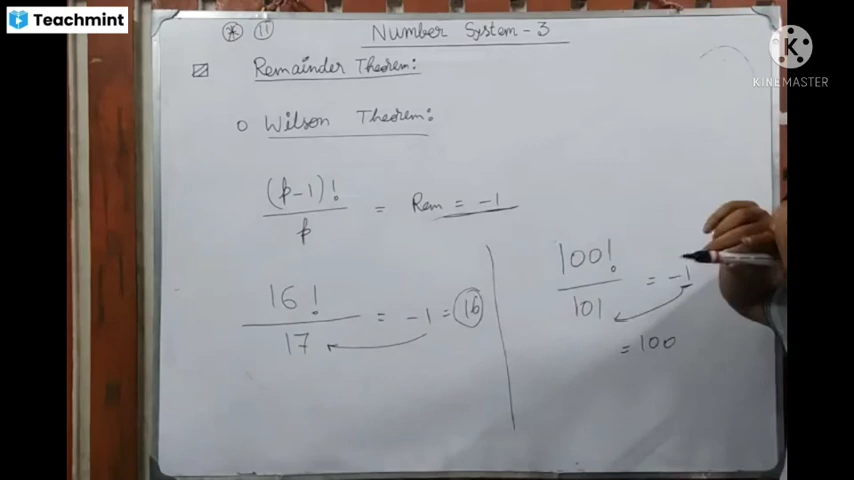 Teachmint
KINEMASTER
* 11 Number System - 3
Remainder Theorem:
Wilson Theorem:
(p-1)! / p = Rem = -1
16! / 17 = -1 = 16
100! / 101 = -1
= 100